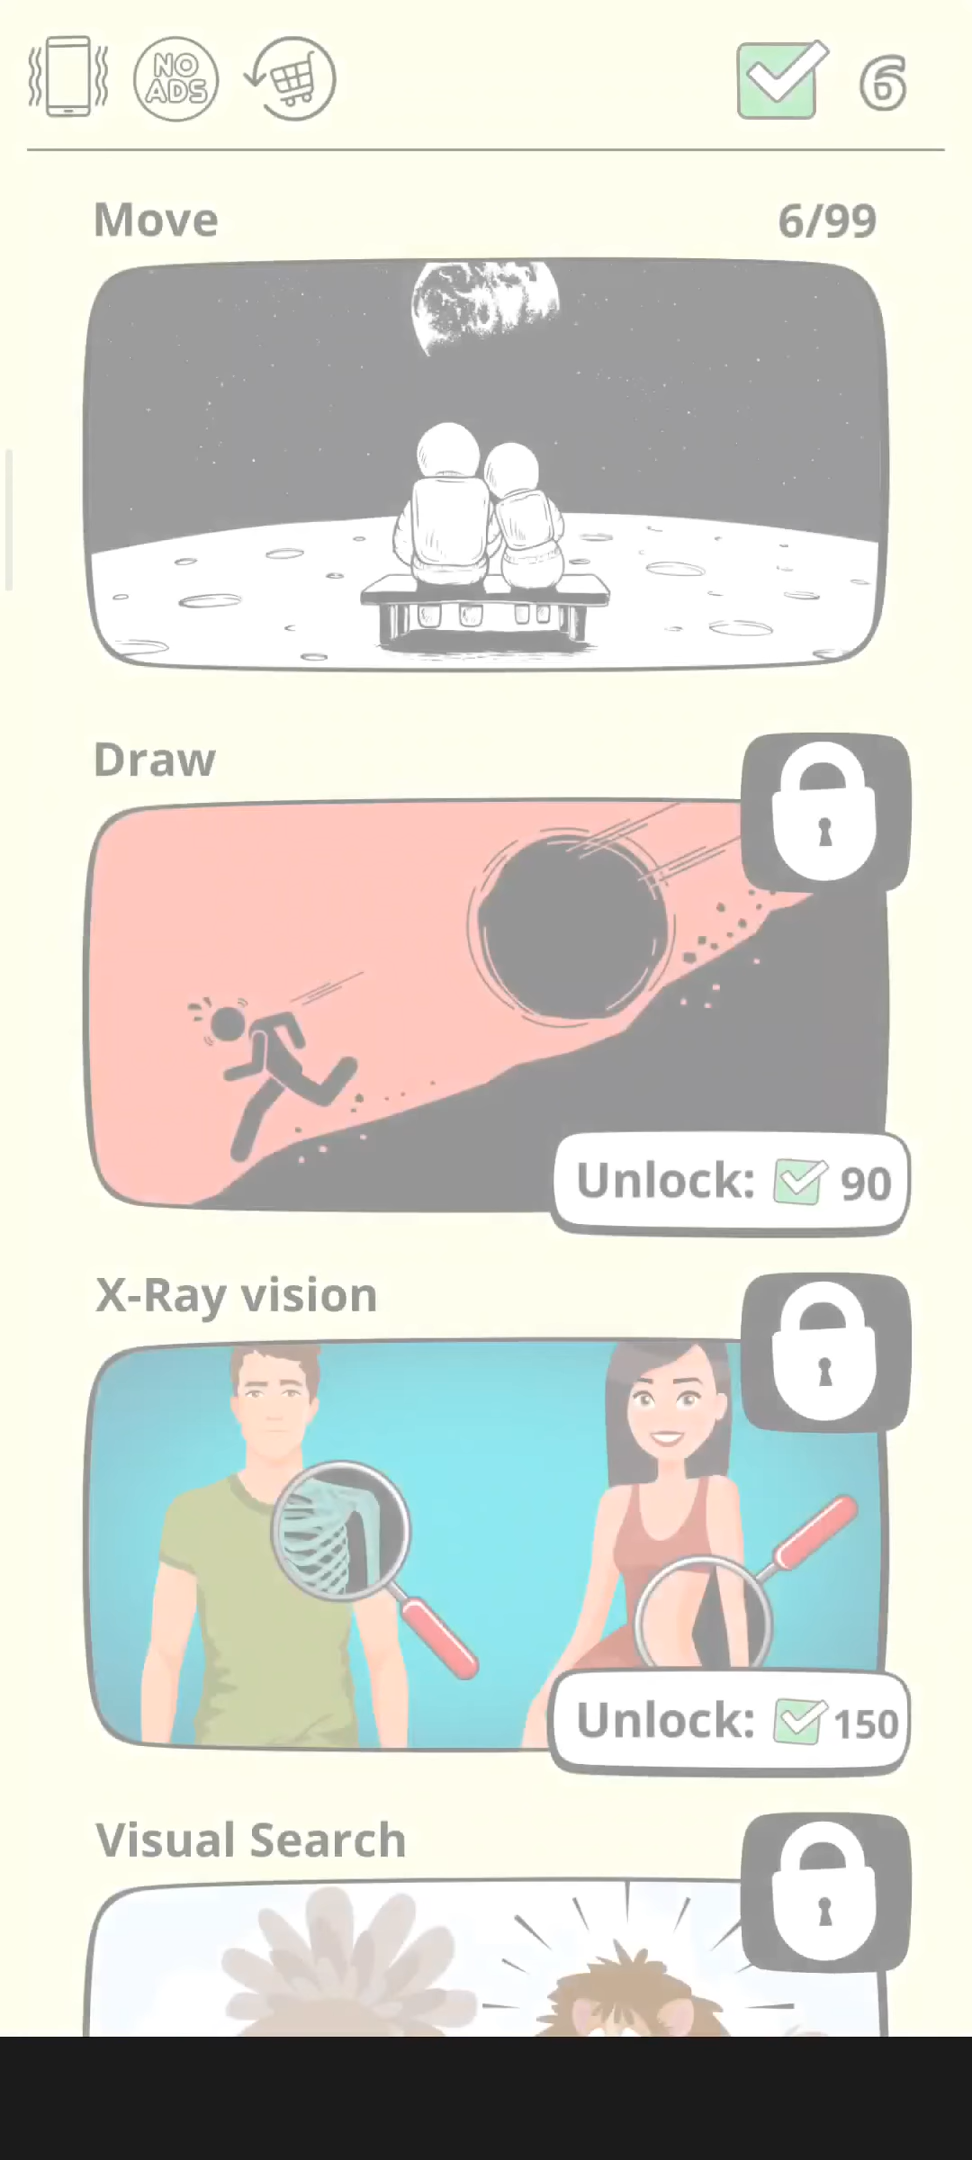 NO
ADS
6
Move 6/99
Draw
Unlock: 90
X-Ray vision
Unlock: 150
Visual Search